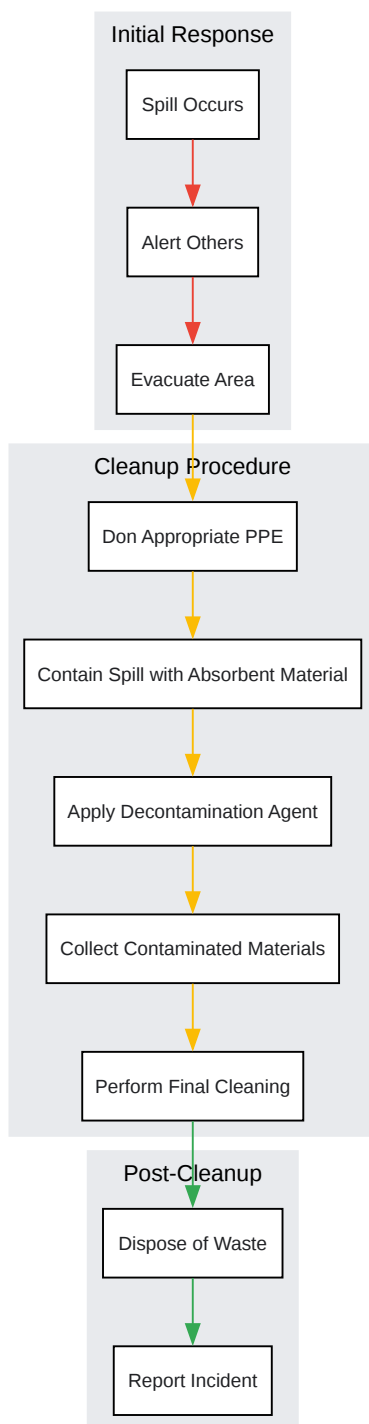 Initial Response
Spill Occurs
Alert Others
Evacuate Area
Cleanup Procedure
Don Appropriate PPE
Contain Spill with Absorbent Material
Apply Decontamination Agent
Collect Contaminated Materials
Perform Final Cleaning
Post-Cleanup
Dispose of Waste
Report Incident